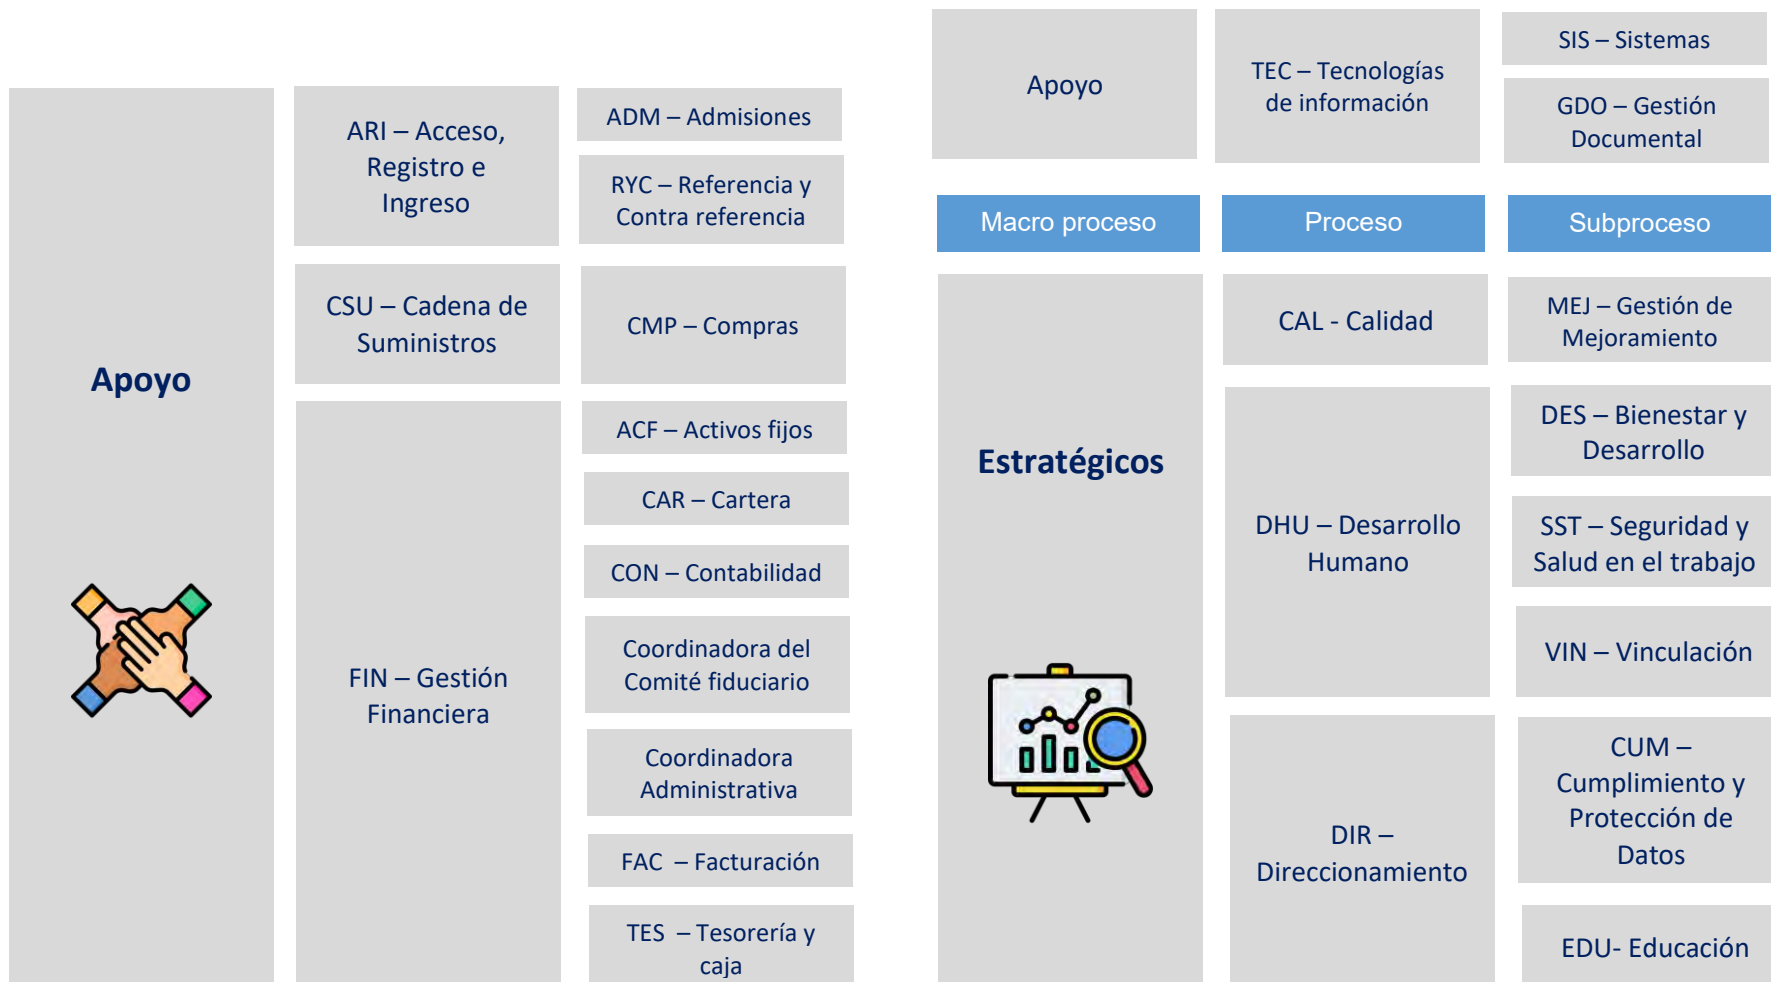 Apoyo
ARI – Acceso,
Registro e
Ingreso
ADM – Admisiones
RYC – Referencia y
Contra referencia
CSU – Cadena de
Suministros
CMP – Compras
FIN – Gestión
Financiera
ACF – Activos fijos
CAR – Cartera
CON – Contabilidad
Coordinadora del
Comité fiduciario
Coordinadora
Administrativa
FAC – Facturación
TES – Tesorería y
caja
Apoyo
TEC – Tecnologías
de información
SIS – Sistemas
GDO – Gestión
Documental
Macro proceso
Proceso
Subproceso
Estratégicos
CAL - Calidad
MEJ – Gestión de
Mejoramiento
DHU – Desarrollo
Humano
DES – Bienestar y
Desarrollo
SST – Seguridad y
Salud en el trabajo
VIN – Vinculación
DIR –
Direccionamiento
CUM –
Cumplimiento y
Protección de
Datos
EDU- Educación